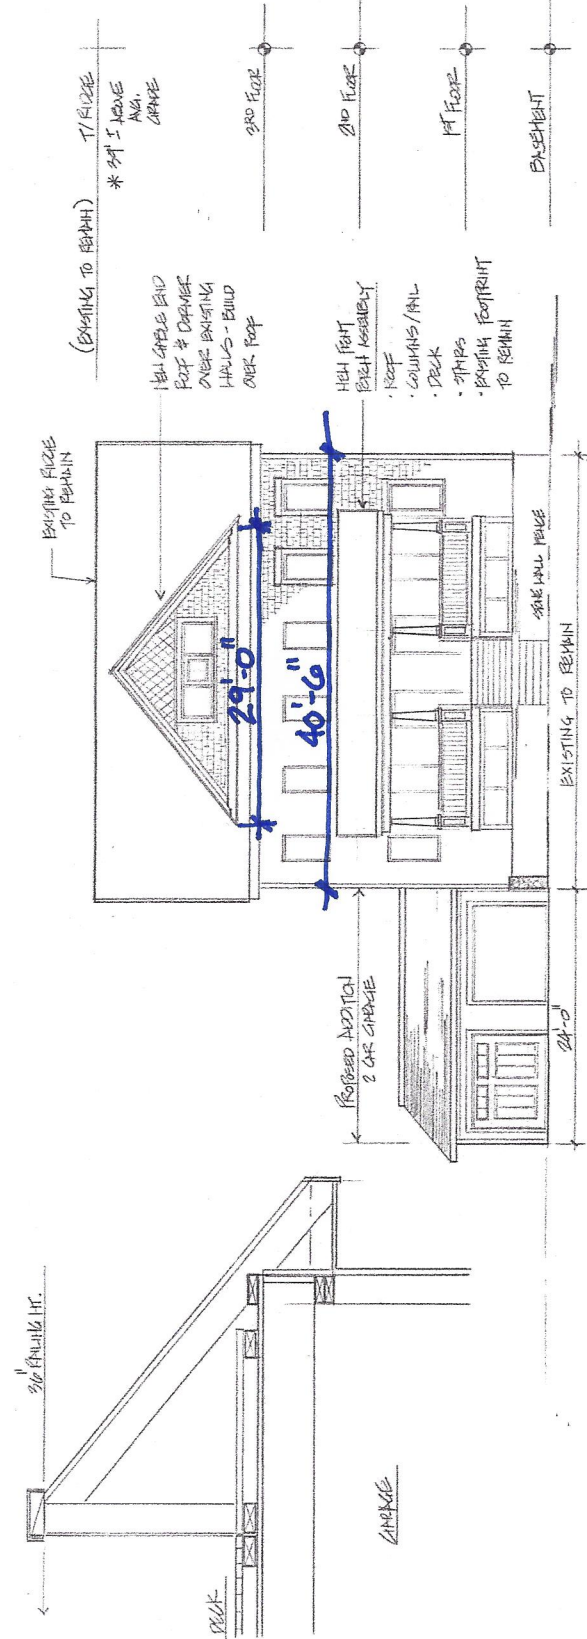 (EXISTING TO REMAIN)
T/RIDGE
* 39' ± ABOVE
AVG.
GRADE
3RD FLOOR
2ND FLOOR
1ST FLOOR
BASEMENT
EXISTING RIDGE
TO REMAIN
NEW GABLE END
ROOF & DORMER
OVER EXISTING
WALLS - BUILD
OVER ROOF
NEW FRONT
PORCH ASSEMBLY
· ROOF
· COLUMNS/RAIL
· DECK
· STAIRS
· EXISTING FOOTPRINT
TO REMAIN
29'-0"
40'-6"
STONE WALL FENCE
EXISTING TO REMAIN
PROPOSED ADDITION
2 CAR GARAGE
24'-0"
36" RAILING HT.
DECK
GARAGE